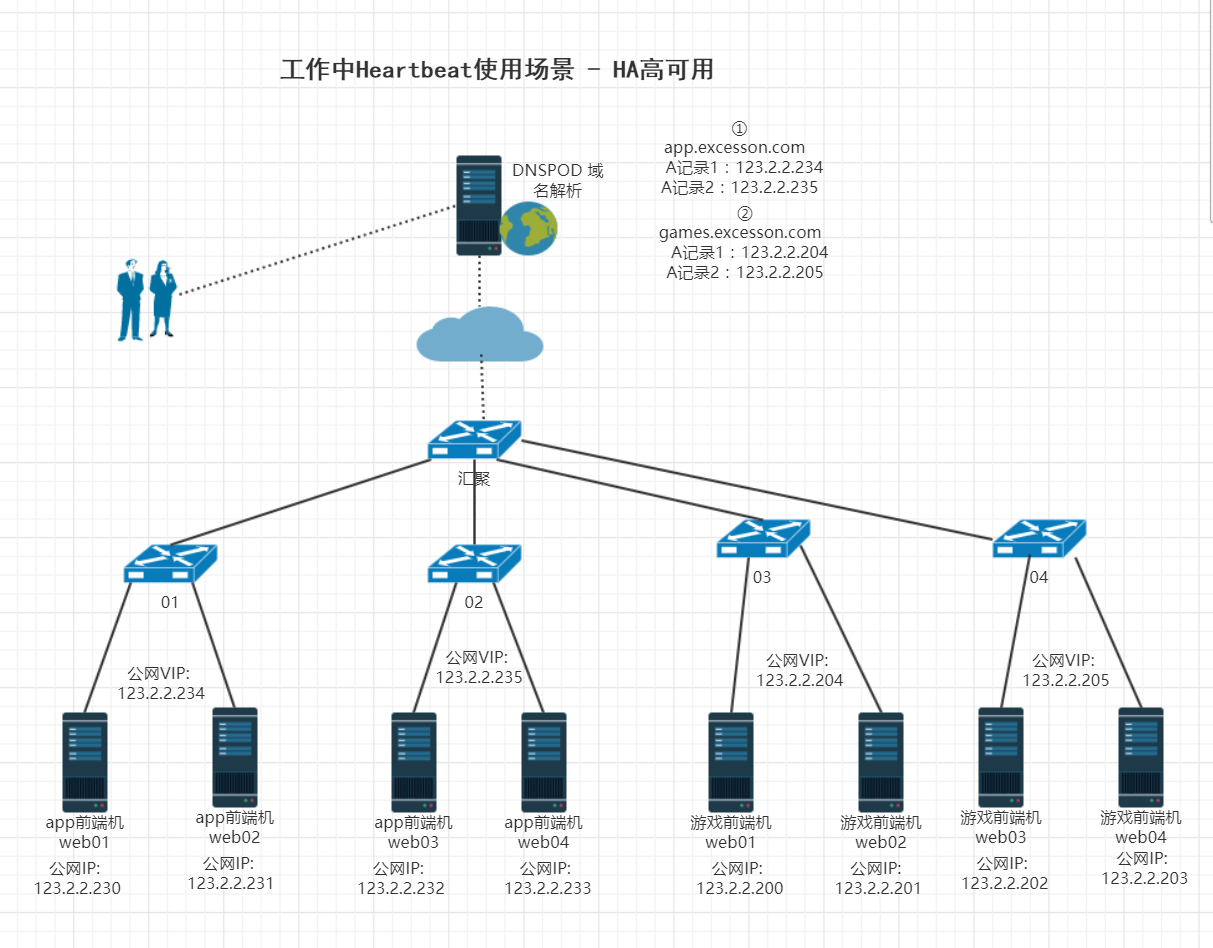 工作中Heartbeat使用场景 - HA高可用
①
app.excesson.com
A记录1：123.2.2.234
A记录2：123.2.2.235
DNSPOD 域
名解析
②
games.excesson.com
A记录1：123.2.2.204
A记录2：123.2.2.205
汇聚
01
02
03
04
公网VIP:
123.2.2.234
公网VIP:
123.2.2.235
公网VIP:
123.2.2.204
公网VIP:
123.2.2.205
app前端机
web01
公网IP:
123.2.2.230
app前端机
web02
公网IP:
123.2.2.231
app前端机
web03
公网IP:
123.2.2.232
app前端机
web04
公网IP:
123.2.2.233
游戏前端机
web01
公网IP:
123.2.2.200
游戏前端机
web02
公网IP:
123.2.2.201
游戏前端机
web03
公网IP:
123.2.2.202
游戏前端机
web04
公网IP:
123.2.2.203